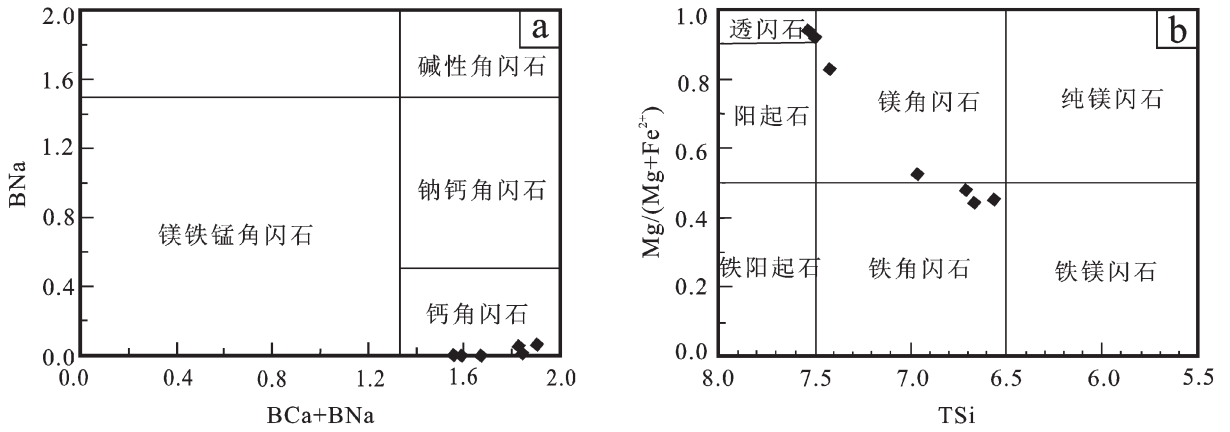 2.0
1.6
1.2
0.8
0.4
0.0
BNa
a
碱性角闪石
钠钙角闪石
镁铁锰角闪石
钙角闪石
0.0 0.4 0.8 1.2 1.6 2.0
BCa+BNa
1.0
0.8
0.6
0.4
0.2
0.0
Mg/(Mg+Fe²⁺)
b
透闪石
阳起石
镁角闪石
纯镁闪石
铁阳起石
铁角闪石
铁镁闪石
8.0 7.5 7.0 6.5 6.0 5.5
TSi